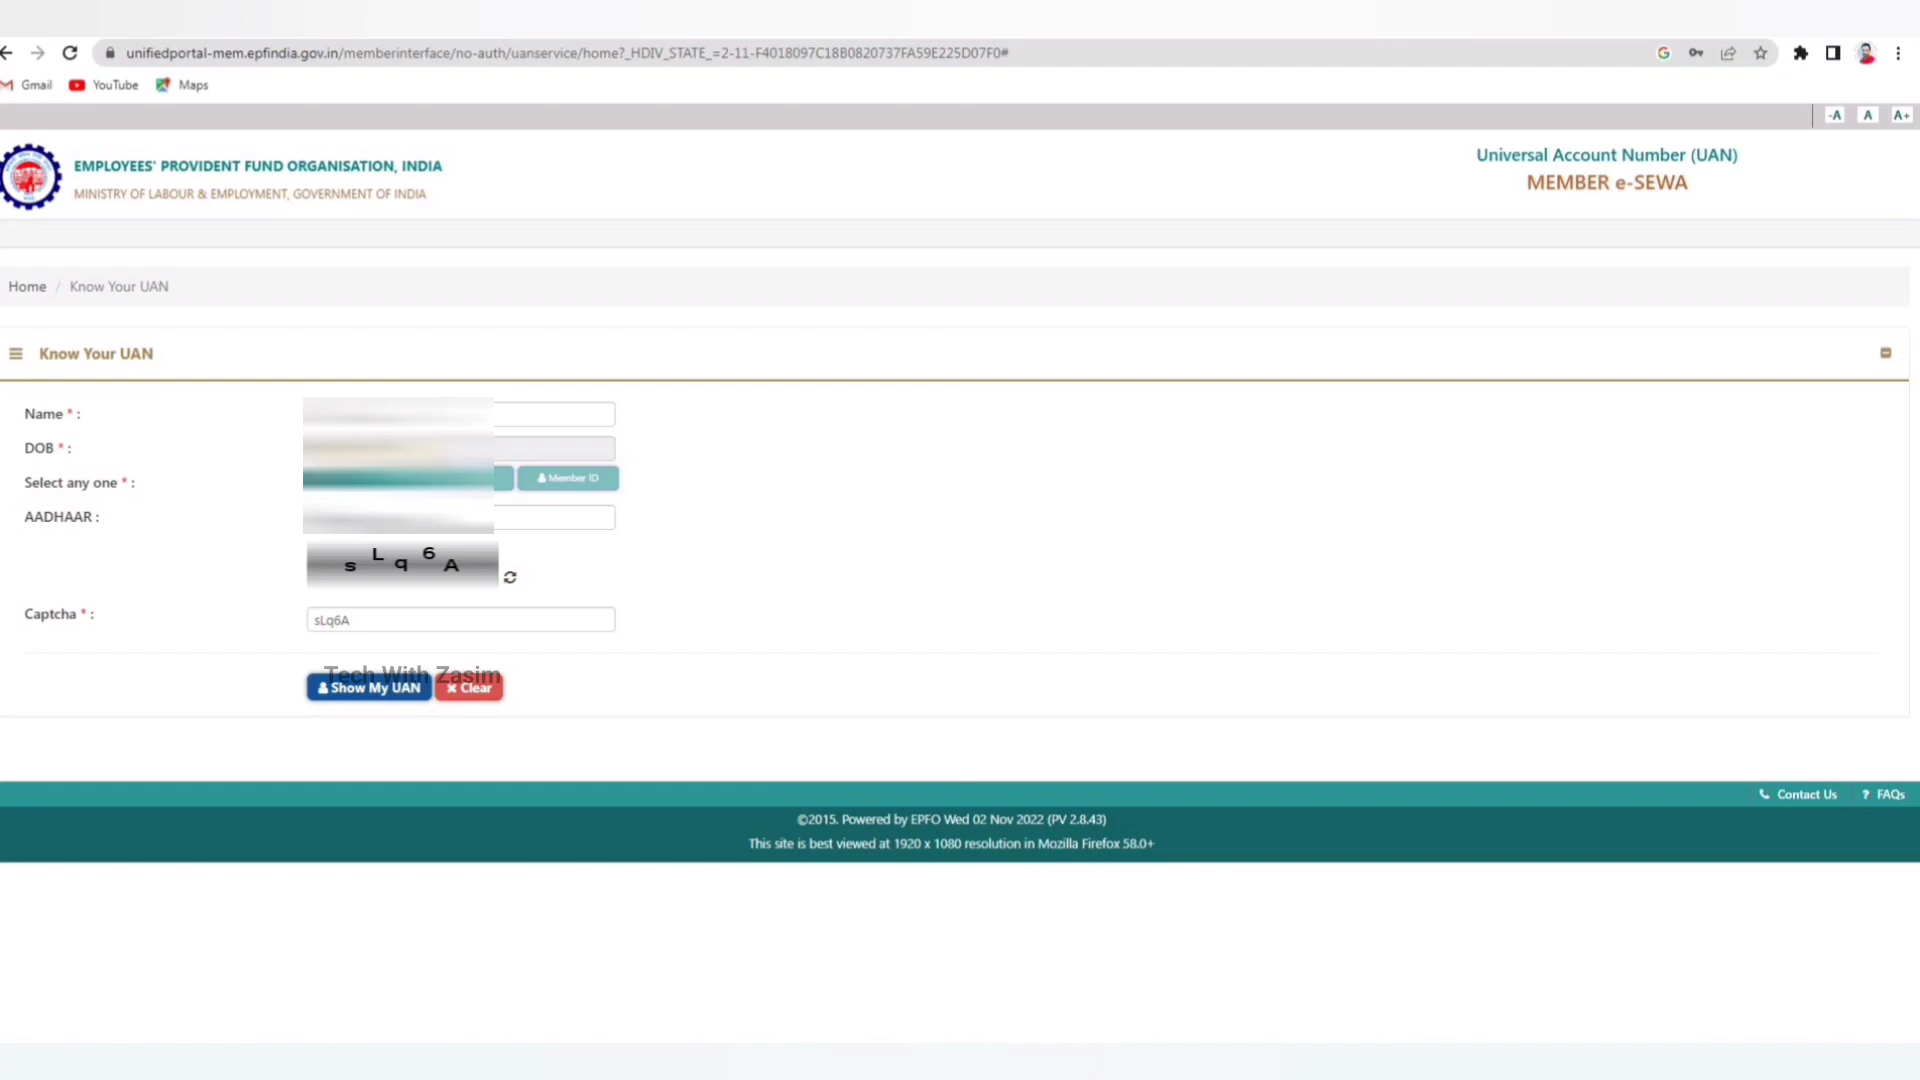 unifiedportal-mem.epfindia.gov.in/memberinterface/no-auth/uanservice/home?_HDIV_STATE_=2-11-F4018097C18B0820737FA59E225D07F0#
Gmail YouTube Maps
-A A A+
EMPLOYEES' PROVIDENT FUND ORGANISATION, INDIA
MINISTRY OF LABOUR & EMPLOYMENT, GOVERNMENT OF INDIA
Universal Account Number (UAN)
MEMBER e-SEWA
Home / Know Your UAN
Know Your UAN
Name * :
DOB * :
Select any one * : Member ID
AADHAAR :
s L q 6 A
Captcha * : sLq6A
Tech With Zasim
Show My UAN Clear
Contact Us ? FAQs
©2015. Powered by EPFO Wed 02 Nov 2022 (PV 2.8.43)
This site is best viewed at 1920 x 1080 resolution in Mozilla Firefox 58.0+